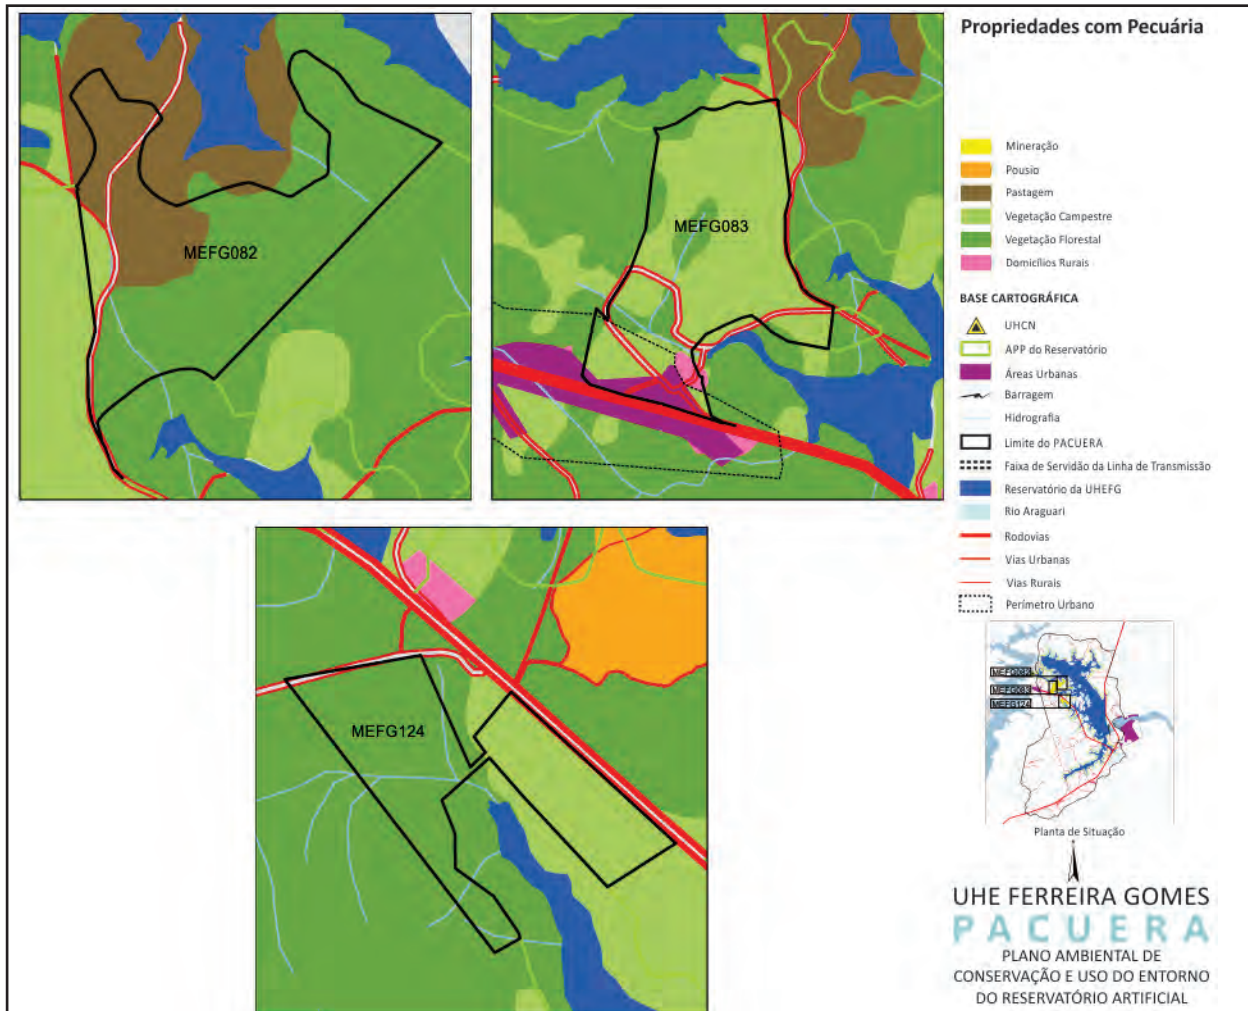 Propriedades com Pecuária
MEFG082
MEFG083
MEFG124
Mineração
Pousio
Pastagem
Vegetação Campestre
Vegetação Florestal
Domicílios Rurais
BASE CARTOGRÁFICA
UHCN
APP do Reservatório
Áreas Urbanas
Barragem
Hidrografia
Limite do PACUERA
Faixa de Servidão da Linha de Transmissão
Reservatório da UHEFG
Rio Araguari
Rodovias
Vias Urbanas
Vias Rurais
Perímetro Urbano
MEFG082
MEFG083
MEFG124
Planta de Situação
UHE FERREIRA GOMES
PACUERA
PLANO AMBIENTAL DE
CONSERVAÇÃO E USO DO ENTORNO
DO RESERVATÓRIO ARTIFICIAL